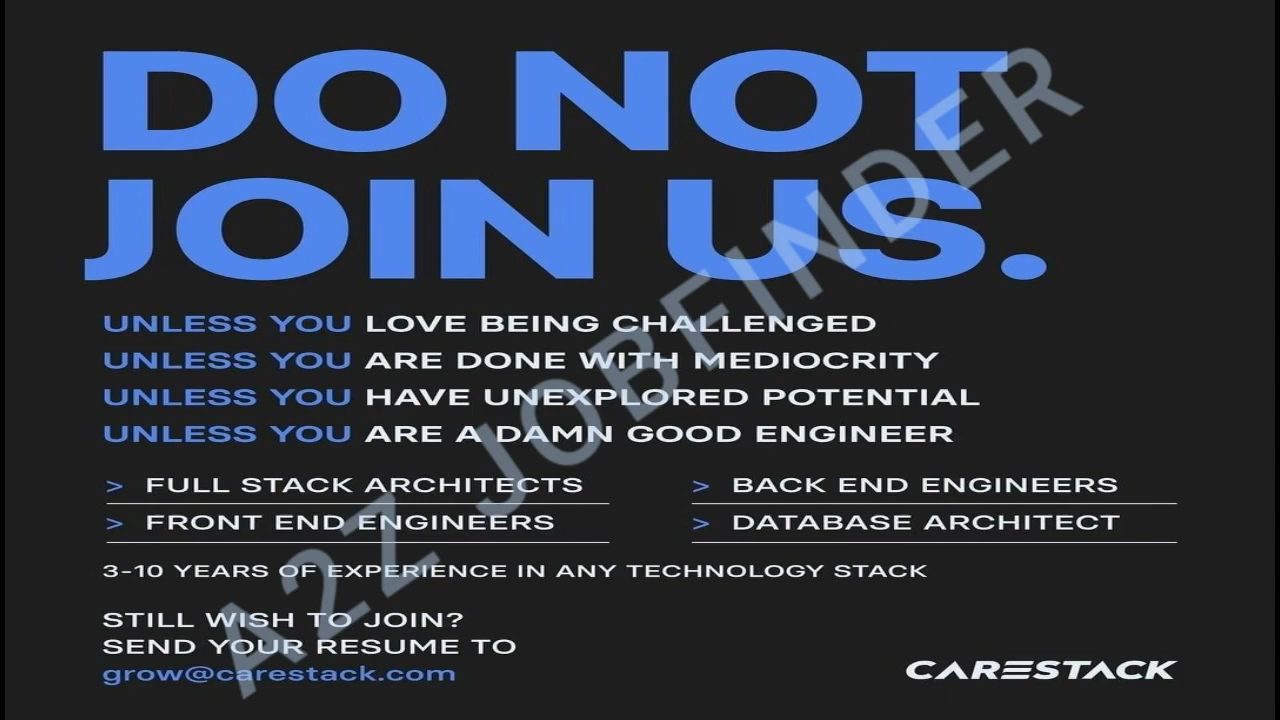 DO NOT
JOIN US.
UNLESS YOU LOVE BEING CHALLENGED
UNLESS YOU ARE DONE WITH MEDIOCRITY
UNLESS YOU HAVE UNEXPLORED POTENTIAL
UNLESS YOU ARE A DAMN GOOD ENGINEER
> FULL STACK ARCHITECTS
> BACK END ENGINEERS
> FRONT END ENGINEERS
> DATABASE ARCHITECT
3-10 YEARS OF EXPERIENCE IN ANY TECHNOLOGY STACK
STILL WISH TO JOIN?
SEND YOUR RESUME TO
grow@carestack.com
CARESTACK
A2Z JOBFINDER